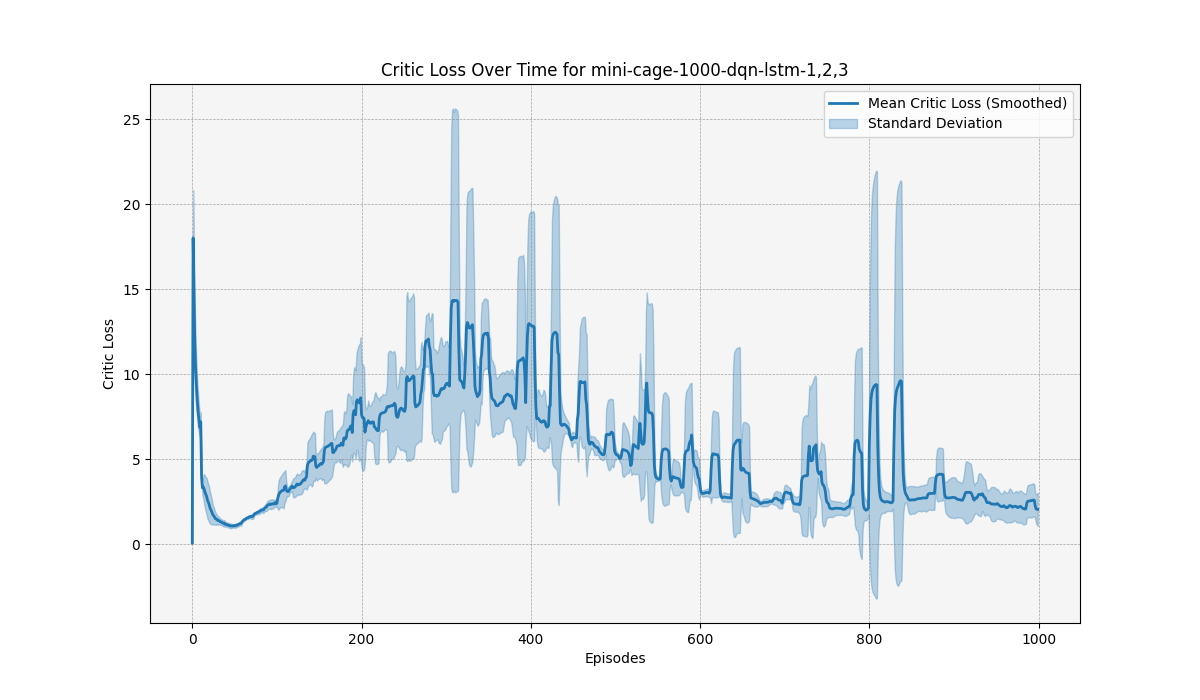 Critic Loss Over Time for mini-cage-1000-dqn-lstm-1,2,3
Mean Critic Loss (Smoothed)
Standard Deviation
Critic Loss
25
20
15
10
5
0
0
200
400
600
800
1000
Episodes